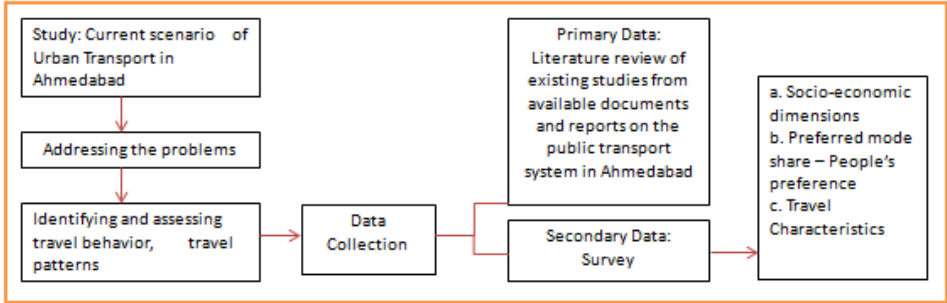 Study: Current scenario of
Urban Transport in
Ahmedabad
Addressing the problems
Identifying and assessing
travel behavior, travel
patterns
Data
Collection
Primary Data:
Literature review of
existing studies from
available documents
and reports on the
public transport
system in Ahmedabad
Secondary Data:
Survey
a. Socio-economic
dimensions
b. Preferred mode
share – People's
preference
c. Travel
Characteristics